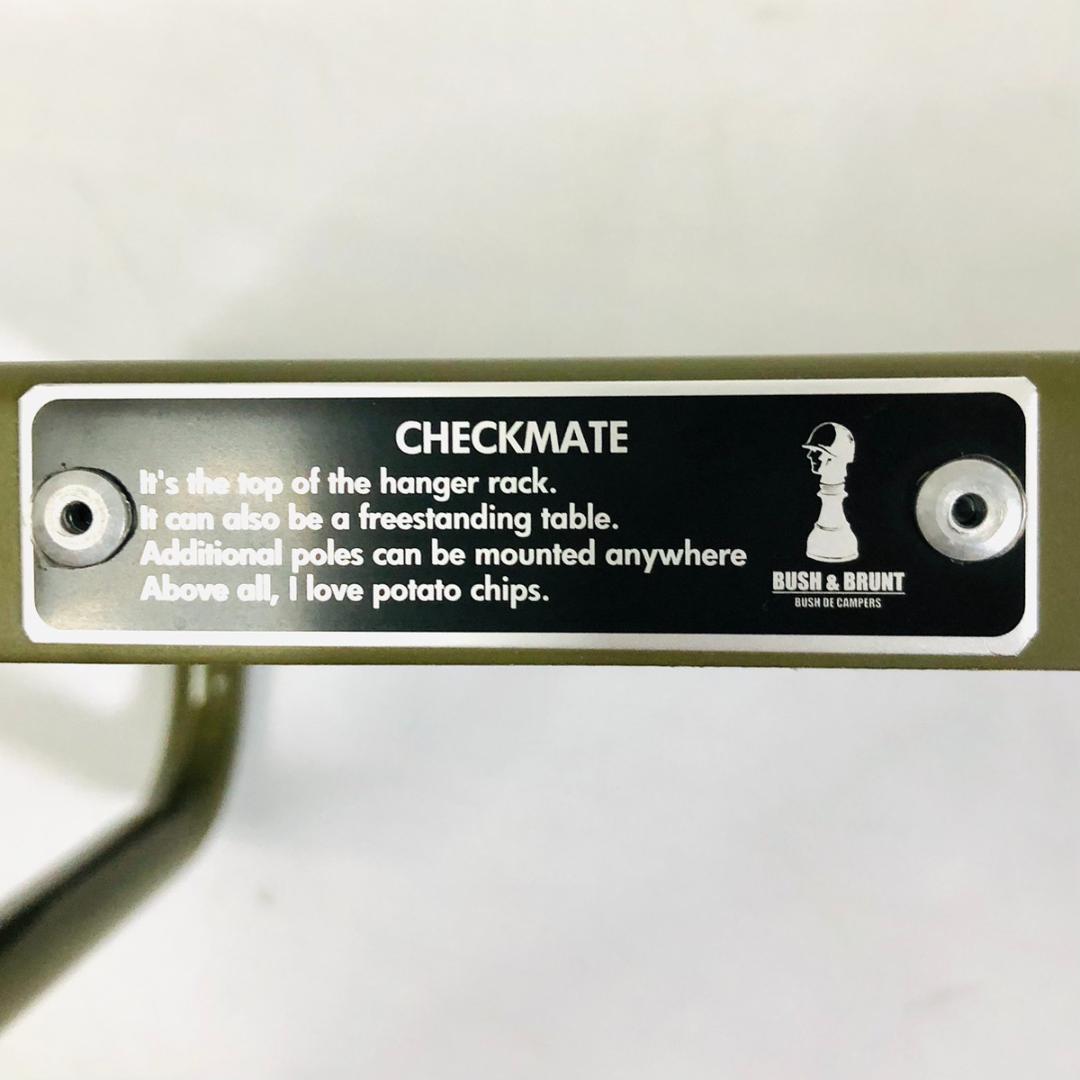 CHECKMATE
It's the top of the hanger rack.
It can also be a freestanding table.
Additional poles can be mounted anywhere
Above all, I love potato chips.
BUSH & BRUNT
BUSH DE CAMPERS